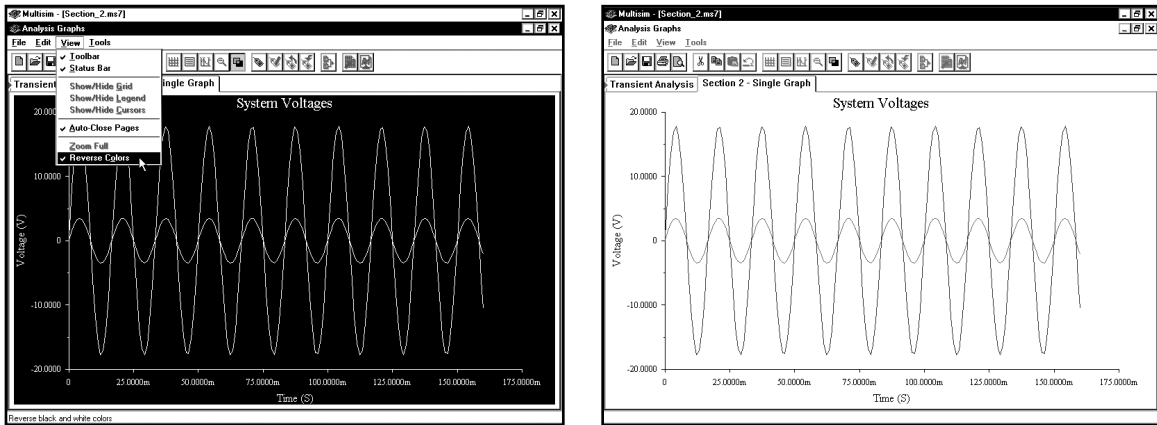 Multisim - [Section_2.ms7]
Analysis Graphs
File Edit View Tools
Toolbar
Status Bar
Show/Hide Grid
Show/Hide Legend
Show/Hide Cursors
Auto-Close Pages
Zoom Full
Reverse Colors
Transient
ingle Graph
System Voltages
20.000
10.0000
0
-10.0000
-20.0000
Voltage (V)
0 25.0000m 50.0000m 75.0000m 100.0000m 125.0000m 150.0000m 175.0000m
Time (S)
Reverse black and white colors
Multisim - [Section_2.ms7]
Analysis Graphs
File Edit View Tools
Transient Analysis Section 2 - Single Graph
System Voltages
20.0000
10.0000
0
-10.0000
-20.0000
Voltage (V)
0 25.0000m 50.0000m 75.0000m 100.0000m 125.0000m 150.0000m 175.0000m
Time (S)